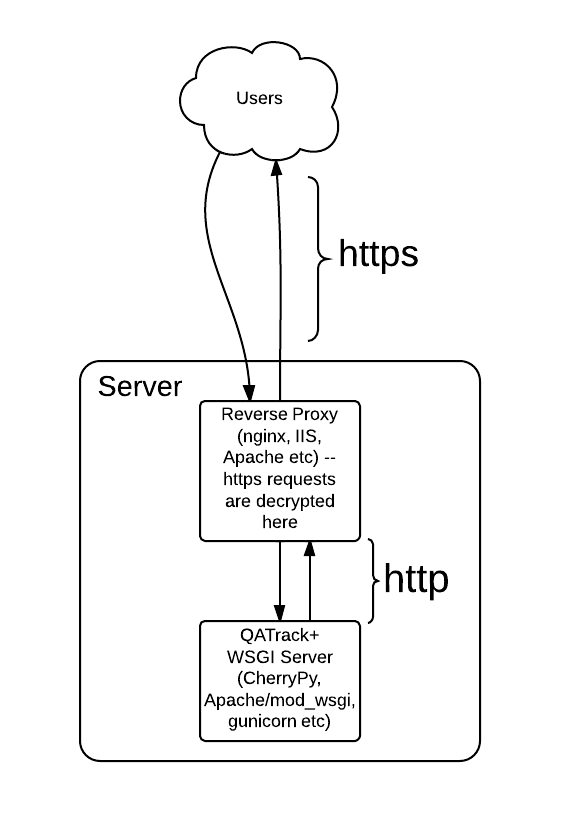 Users
https
Server
Reverse Proxy
(nginx, IIS,
Apache etc) --
https requests
are decrypted
here
http
QATrack+
WSGI Server
(CherryPy,
Apache/mod_wsgi,
gunicorn etc)